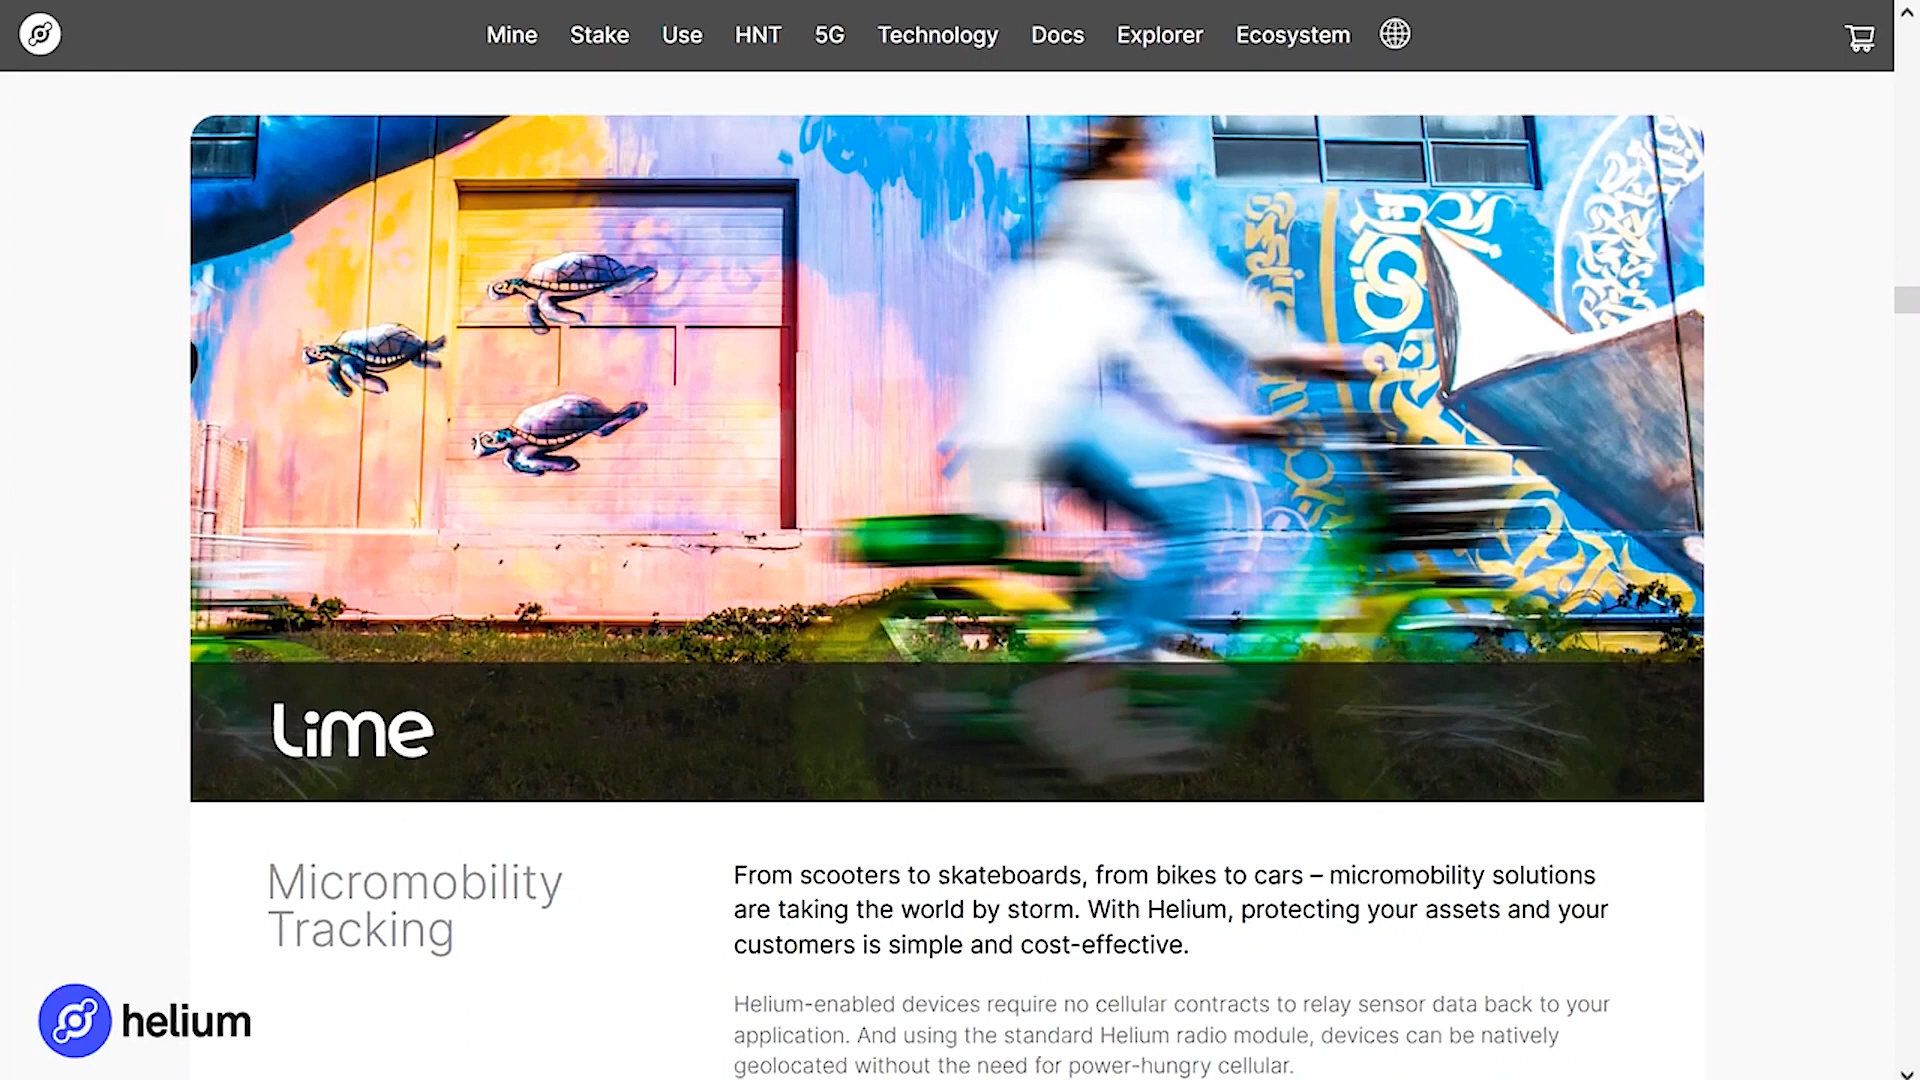 Mine Stake Use HNT 5G Technology Docs Explorer Ecosystem
Lime
Micromobility
Tracking
From scooters to skateboards, from bikes to cars – micromobility solutions
are taking the world by storm. With Helium, protecting your assets and your
customers is simple and cost-effective.
Helium-enabled devices require no cellular contracts to relay sensor data back to your
application. And using the standard Helium radio module, devices can be natively
geolocated without the need for power-hungry cellular.
helium